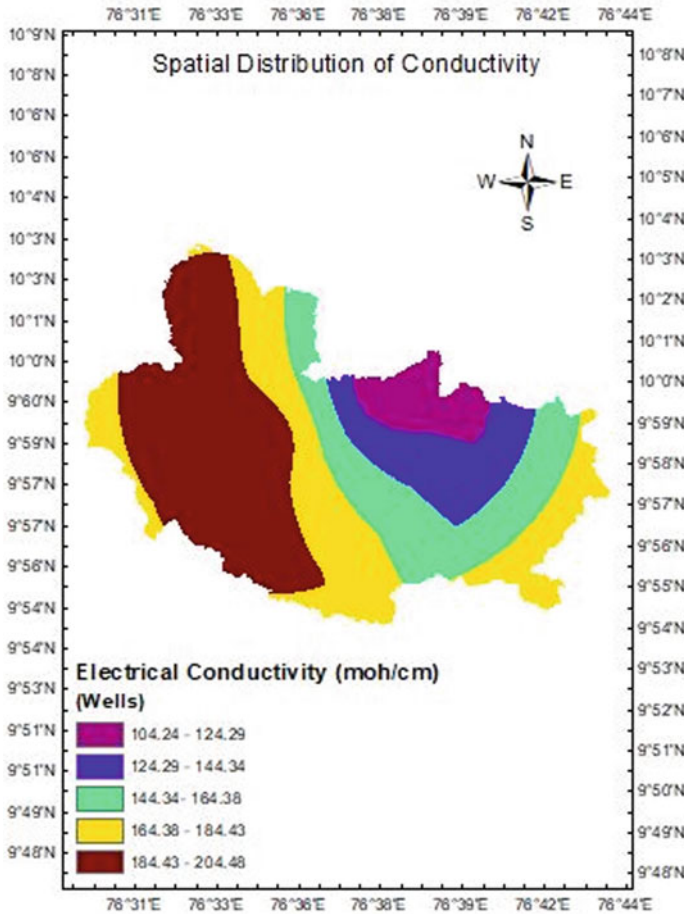 76°31'E 76°33'E 76°36'E 76°38'E 76°39'E 76°42'E 76°44'E
Spatial Distribution of Conductivity
N
W E
S
10°9'N
10°8'N
10°7'N
10°6'N
10°6'N
10°4'N
10°3'N
10°3'N
10°1'N
10°0'N
9°60'N
9°59'N
9°57'N
9°57'N
9°56'N
9°54'N
9°54'N
9°53'N
9°51'N
9°51'N
9°49'N
9°48'N
10°8'N
10°7'N
10°7'N
10°5'N
10°4'N
10°3'N
10°2'N
10°1'N
10°0'N
9°59'N
9°58'N
9°57'N
9°56'N
9°55'N
9°54'N
9°53'N
9°52'N
9°51'N
9°50'N
9°49'N
9°48'N
Electrical Conductivity (moh/cm)
(Wells)
104.24 - 124.29
124.29 - 144.34
144.34 - 164.38
164.38 - 184.43
184.43 - 204.48
76°31'E 76°33'E 76°36'E 76°38'E 76°39'E 76°42'E 76°44'E